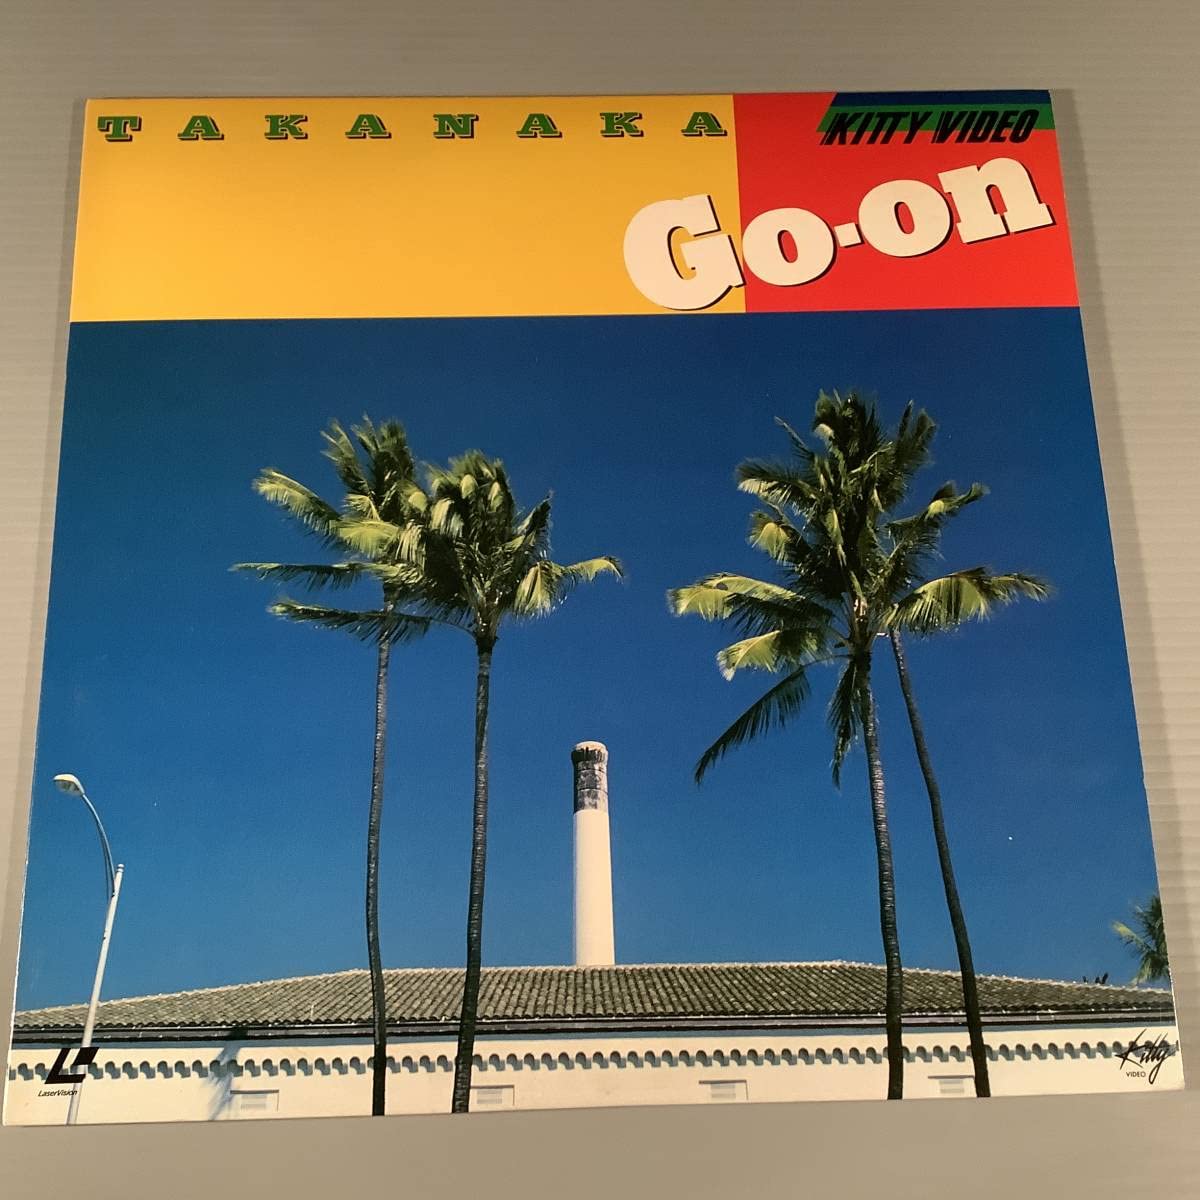 TAKANAKA
KITTY VIDEO
Go-on
LaserVision
Kitty
VIDEO